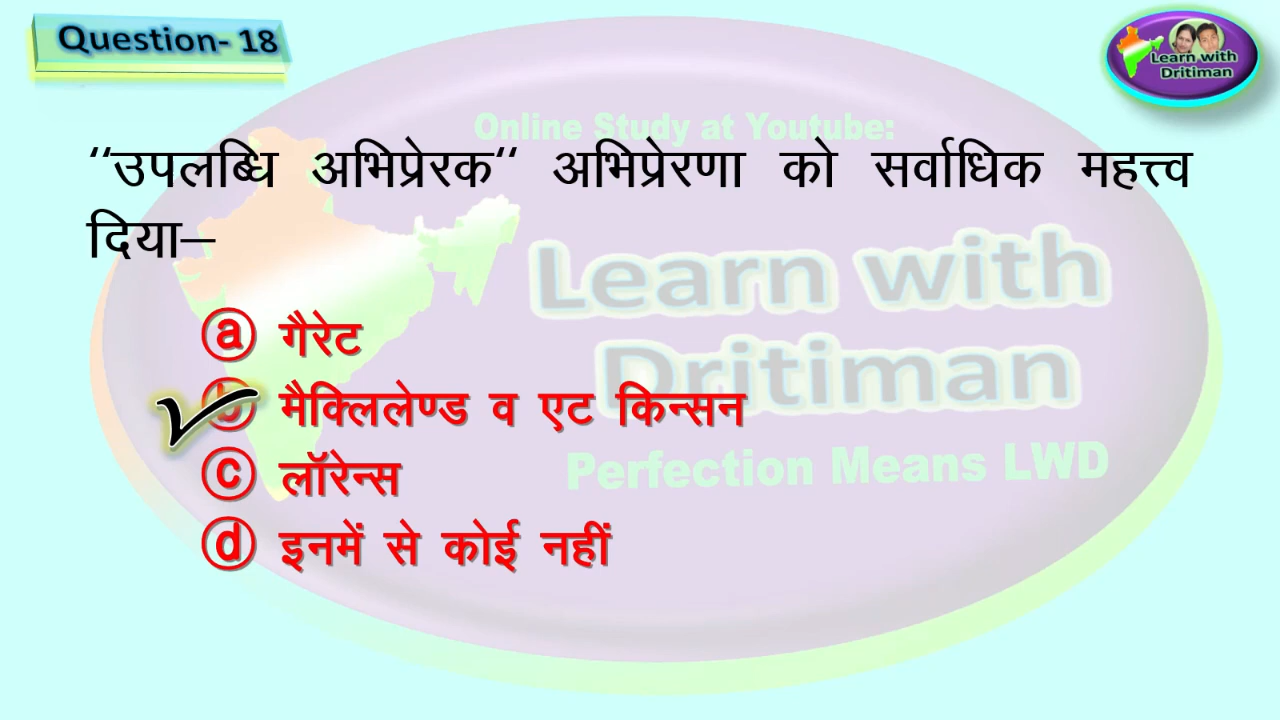 Question- 18
Learn with
Dritiman
Online Study at Youtube:
“उपलब्धि अभिप्रेरक“ अभिप्रेरणा को सर्वाधिक महत्त्व
दिया–
Learn with
Dritiman
Perfection Means LWD
ⓐ गैरेट
ⓑ मैक्लिलेण्ड व एट किन्सन
ⓒ लॉरेन्स
ⓓ इनमें से कोई नहीं